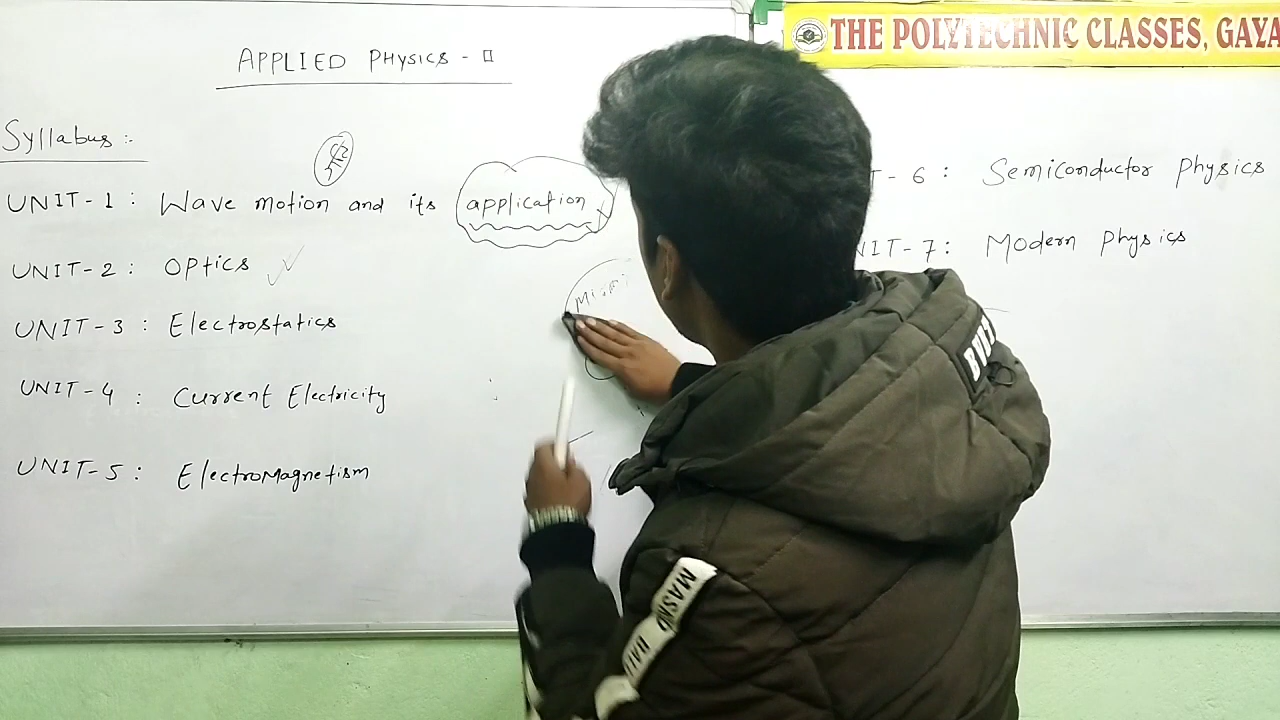 THE POLYTECHNIC CLASSES, GAYA
APPLIED PHYSICS - II
Syllabus :-
UNIT - 1 : Wave motion and its application
UNIT - 2 : Optics
UNIT - 3 : Electrostatics
UNIT - 4 : Current Electricity
UNIT - 5 : ElectroMagnetism
T - 6 : Semiconductor Physics
NIT - 7 : Modern Physics